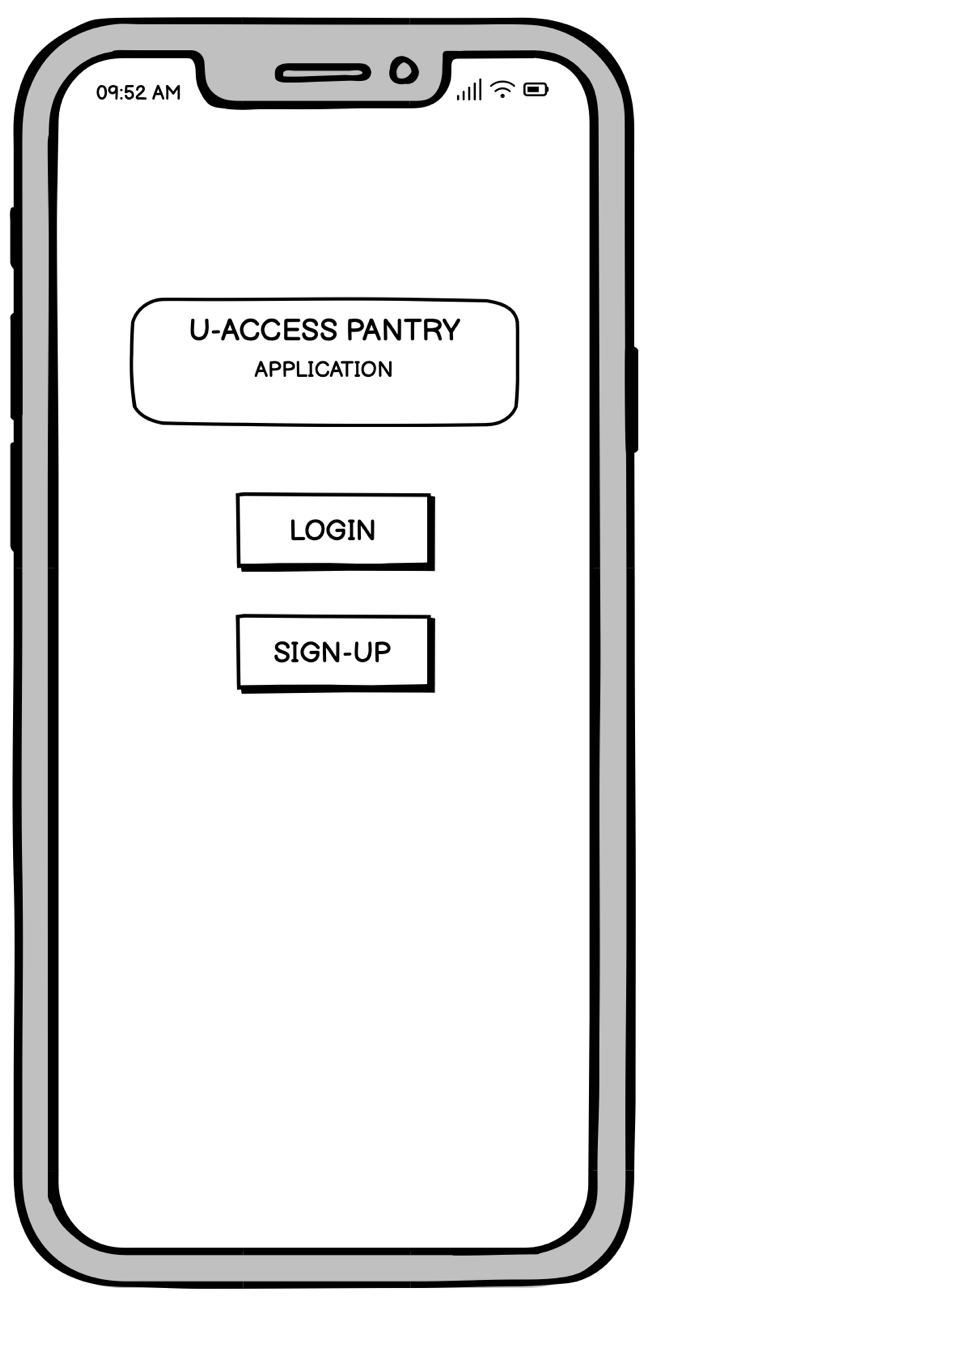 09:52 AM
U-ACCESS PANTRY
APPLICATION
LOGIN
SIGN-UP